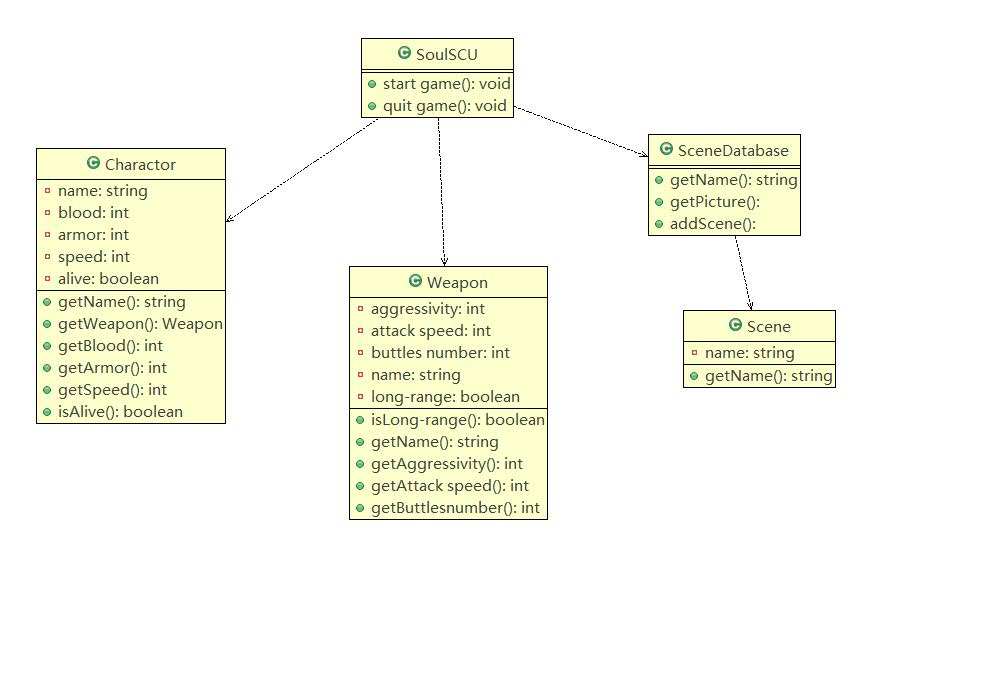 SoulSCU
start game(): void
quit game(): void
Charactor
name: string
blood: int
armor: int
speed: int
alive: boolean
getName(): string
getWeapon(): Weapon
getBlood(): int
getArmor(): int
getSpeed(): int
isAlive(): boolean
Weapon
aggressivity: int
attack speed: int
buttles number: int
name: string
long-range: boolean
isLong-range(): boolean
getName(): string
getAggressivity(): int
getAttack speed(): int
getButtlesnumber(): int
SceneDatabase
getName(): string
getPicture():
addScene():
Scene
name: string
getName(): string